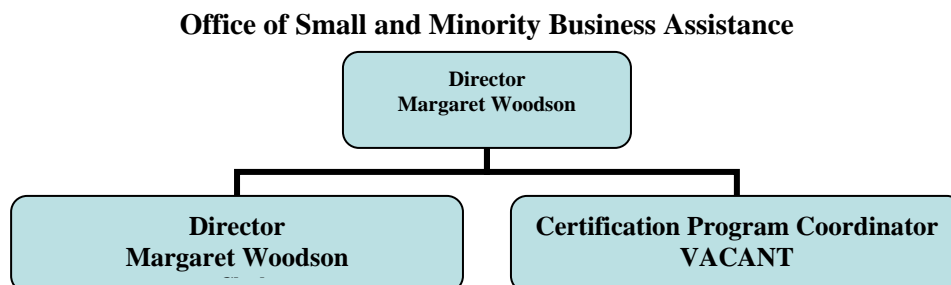 Office of Small and Minority Business Assistance
Director
Margaret Woodson
Director
Margaret Woodson
Certification Program Coordinator
VACANT